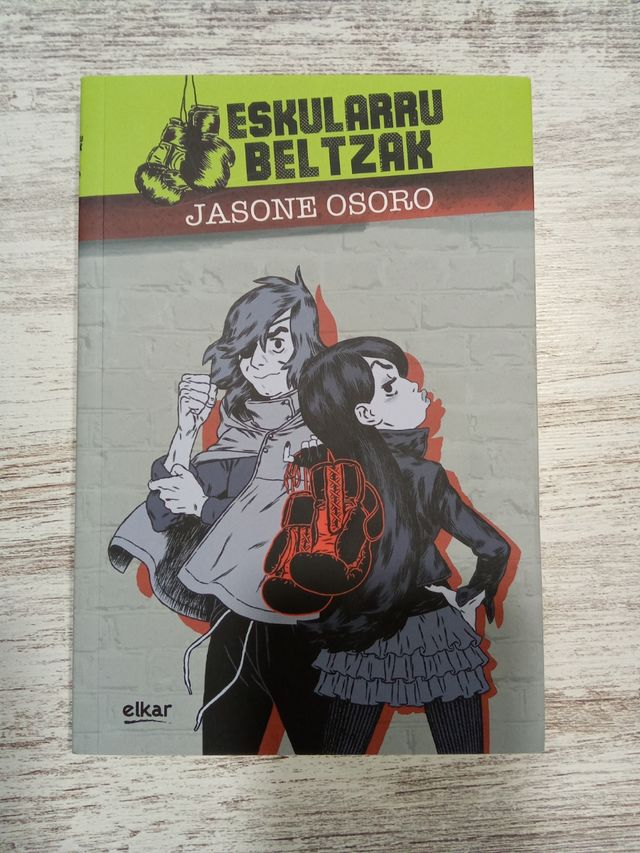 ESKULARRU
BELTZAK
JASONE OSORO
elkar